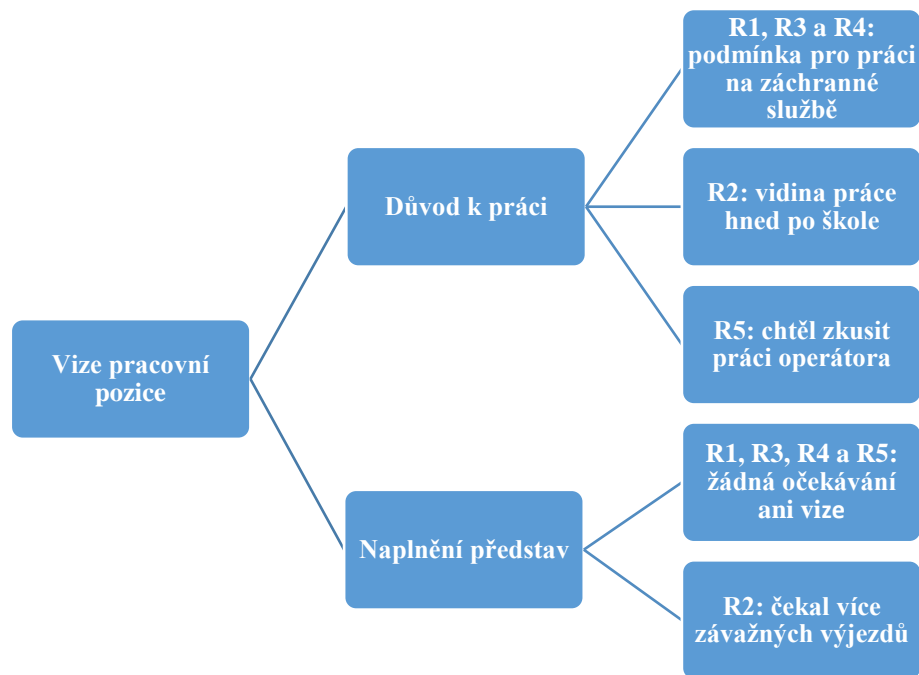 Vize pracovní
pozice
Důvod k práci
R1, R3 a R4:
podmínka pro práci
na záchranné
službě
R2: vidina práce
hned po škole
R5: chtěl zkusit
práci operátora
Naplnění představ
R1, R3, R4 a R5:
žádná očekávání
ani vize
R2: čekal více
závažných výjezdů